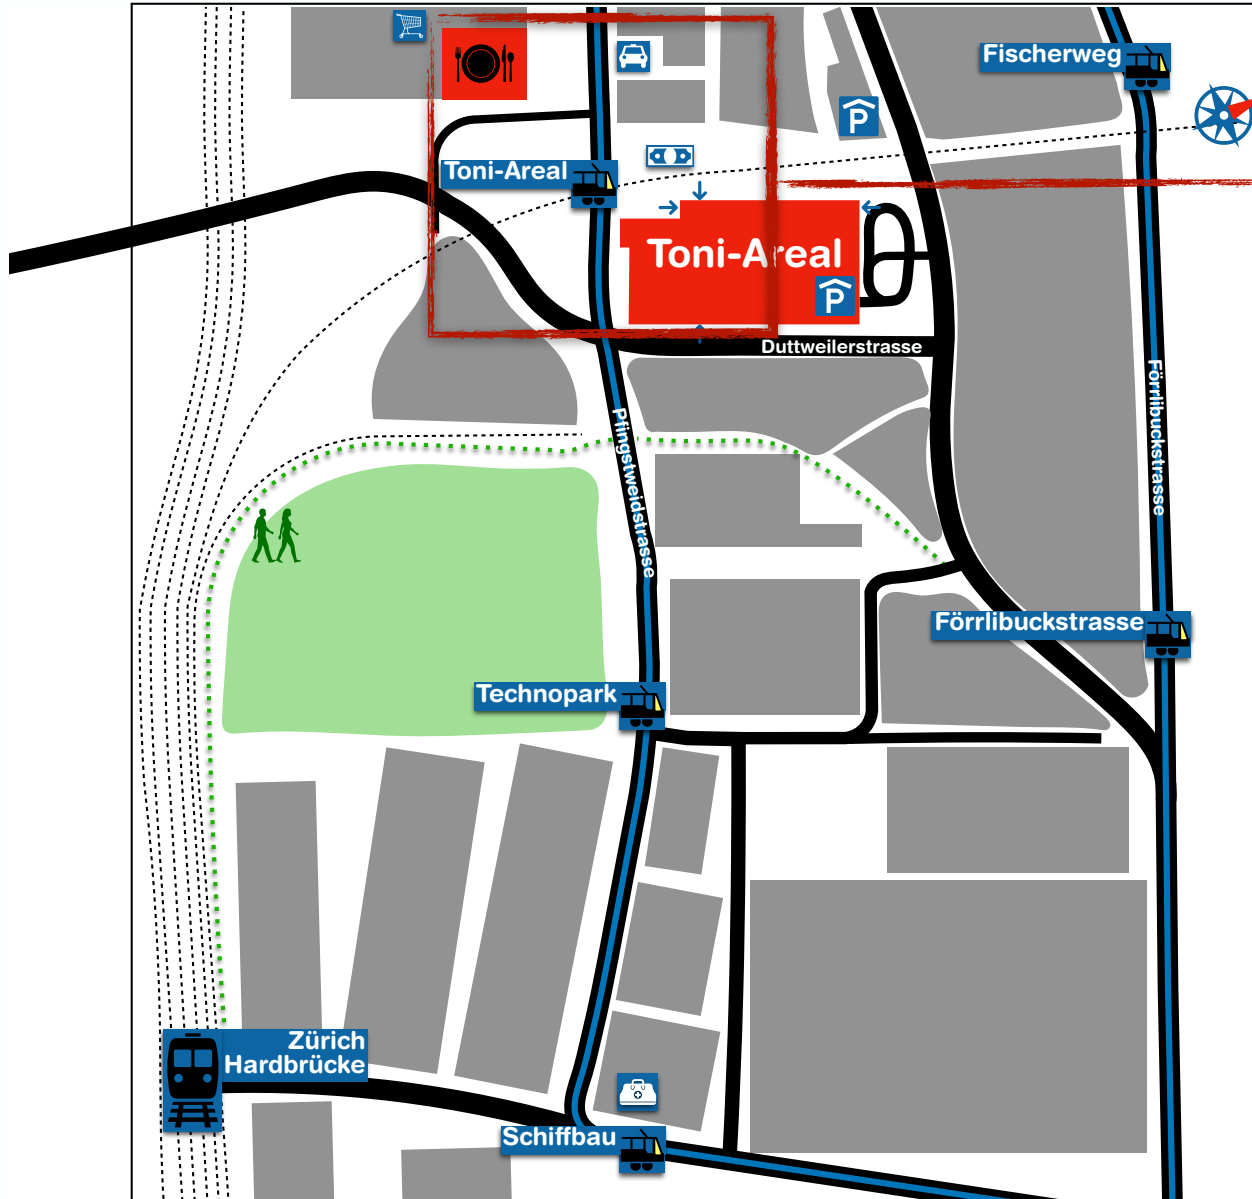 Fischerweg
P
Toni-Areal
Toni-Areal
P
Duttweilerstrasse
Förrlibuckstrasse
Pfingstweidstrasse
Förrlibuckstrasse
Technopark
Zürich
Hardbrücke
Schiffbau